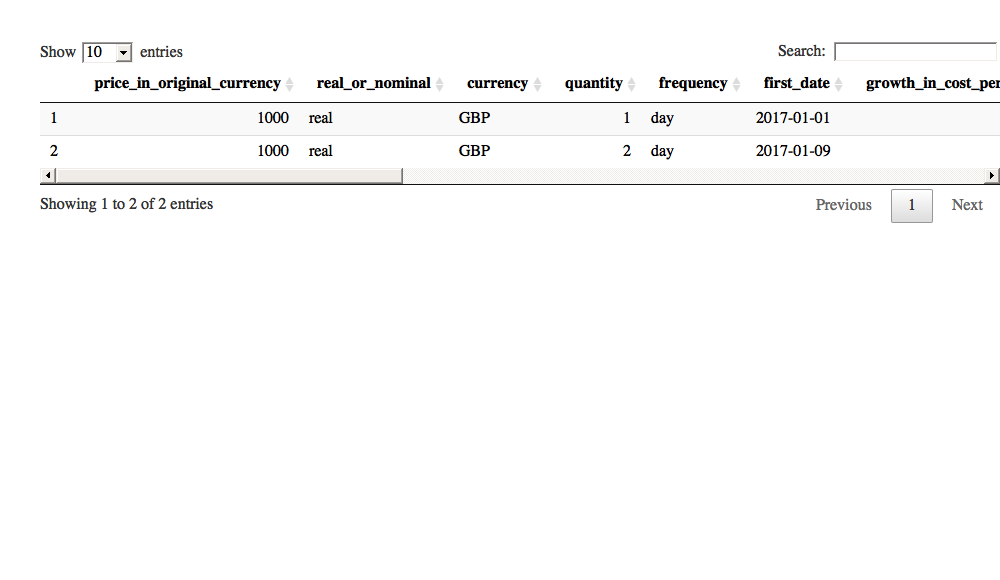 Show 10 entries Search:
price_in_original_currency real_or_nominal currency quantity frequency first_date growth_in_cost_per
1 1000 real GBP 1 day 2017-01-01
2 1000 real GBP 2 day 2017-01-09
Showing 1 to 2 of 2 entries Previous 1 Next